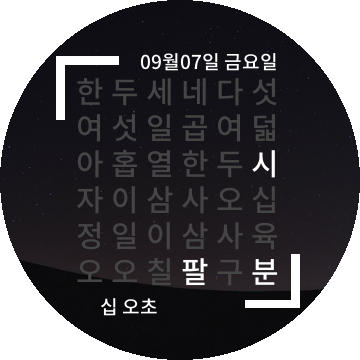 09월07일 금요일
한 두 세 네 다 섯
여 섯 일 곱 여 덟
아 홉 열 한 두 시
자 이 삼 사 오 십
정 일 이 삼 사 육
오 오 칠 팔 구 분
십 오초